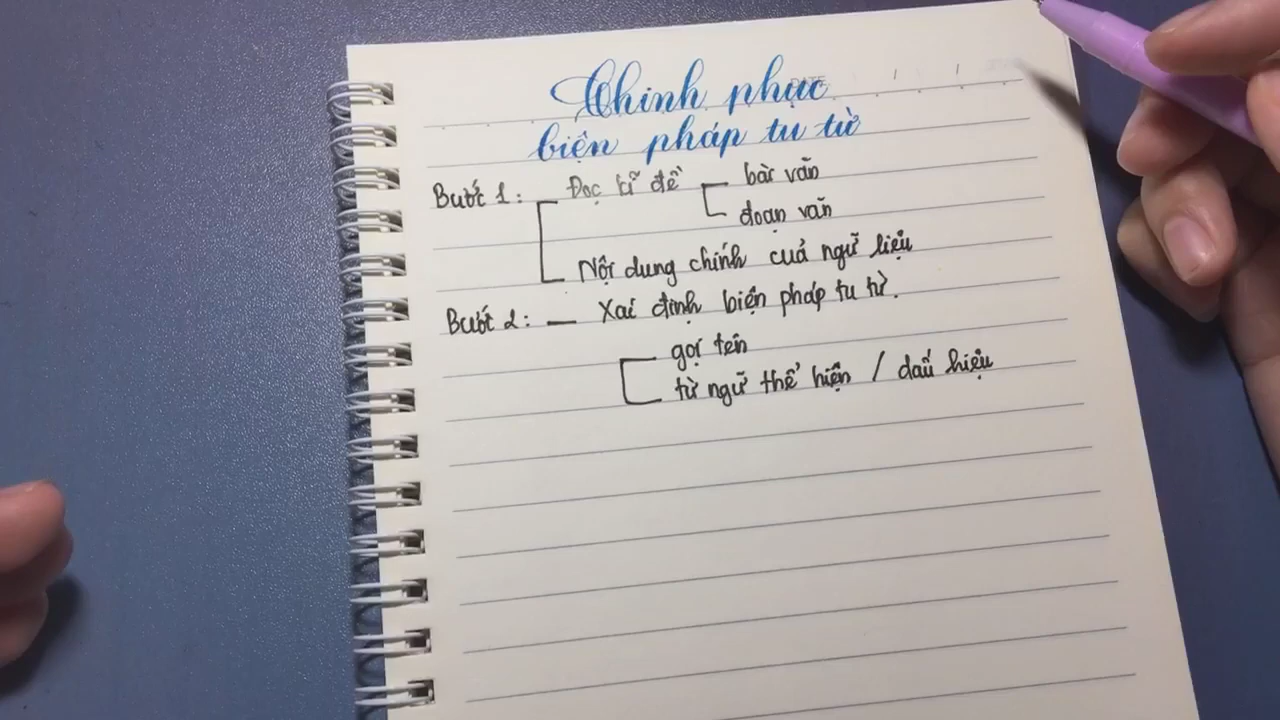 Chinh phục
biện pháp tu từ
DATE
Bước 1: Đọc kĩ đề bài văn
đoạn văn
Nội dung chính của ngữ liệu
Bước 2: — Xác định biện pháp tu từ.
gọi tên
từ ngữ thể hiện / dấu hiệu